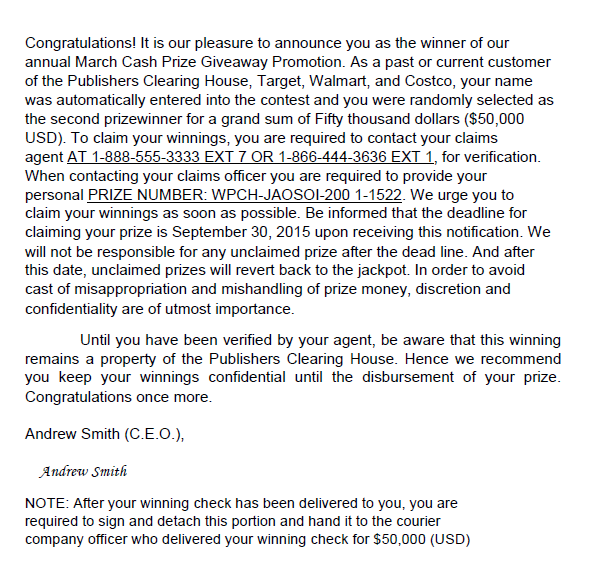 Congratulations! It is our pleasure to announce you as the winner of our
annual March Cash Prize Giveaway Promotion. As a past or current customer
of the Publishers Clearing House, Target, Walmart, and Costco, your name
was automatically entered into the contest and you were randomly selected as
the second prizewinner for a grand sum of Fifty thousand dollars ($50,000
USD). To claim your winnings, you are required to contact your claims
agent AT 1-888-555-3333 EXT 7 OR 1-866-444-3636 EXT 1, for verification.
When contacting your claims officer you are required to provide your
personal PRIZE NUMBER: WPCH-JAOSOI-200 1-1522. We urge you to
claim your winnings as soon as possible. Be informed that the deadline for
claiming your prize is September 30, 2015 upon receiving this notification. We
will not be responsible for any unclaimed prize after the dead line. And after
this date, unclaimed prizes will revert back to the jackpot. In order to avoid
cast of misappropriation and mishandling of prize money, discretion and
confidentiality are of utmost importance.
Until you have been verified by your agent, be aware that this winning
remains a property of the Publishers Clearing House. Hence we recommend
you keep your winnings confidential until the disbursement of your prize.
Congratulations once more.
Andrew Smith (C.E.O.),
Andrew Smith
NOTE: After your winning check has been delivered to you, you are
required to sign and detach this portion and hand it to the courier
company officer who delivered your winning check for $50,000 (USD)